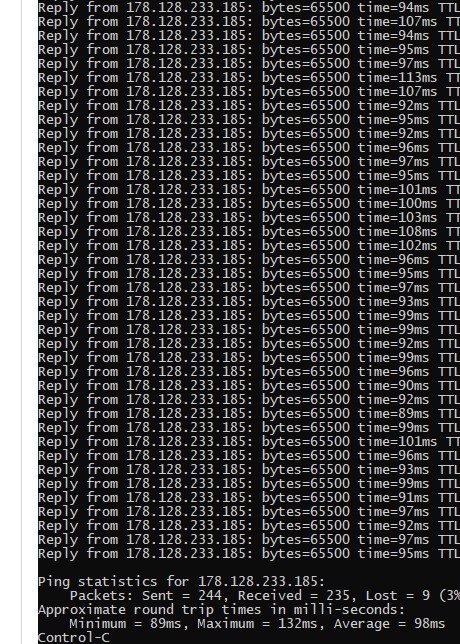 Reply from 178.128.233.185: bytes=65500 time=94ms TTL
Reply from 178.128.233.185: bytes=65500 time=107ms TTL
Reply from 178.128.233.185: bytes=65500 time=94ms TTL
Reply from 178.128.233.185: bytes=65500 time=95ms TTL
Reply from 178.128.233.185: bytes=65500 time=97ms TTL
Reply from 178.128.233.185: bytes=65500 time=113ms TTL
Reply from 178.128.233.185: bytes=65500 time=107ms TTL
Reply from 178.128.233.185: bytes=65500 time=92ms TTL
Reply from 178.128.233.185: bytes=65500 time=95ms TTL
Reply from 178.128.233.185: bytes=65500 time=92ms TTL
Reply from 178.128.233.185: bytes=65500 time=96ms TTL
Reply from 178.128.233.185: bytes=65500 time=97ms TTL
Reply from 178.128.233.185: bytes=65500 time=95ms TTL
Reply from 178.128.233.185: bytes=65500 time=101ms TTL
Reply from 178.128.233.185: bytes=65500 time=100ms TTL
Reply from 178.128.233.185: bytes=65500 time=103ms TTL
Reply from 178.128.233.185: bytes=65500 time=108ms TTL
Reply from 178.128.233.185: bytes=65500 time=102ms TTL
Reply from 178.128.233.185: bytes=65500 time=96ms TTL
Reply from 178.128.233.185: bytes=65500 time=95ms TTL
Reply from 178.128.233.185: bytes=65500 time=97ms TTL
Reply from 178.128.233.185: bytes=65500 time=93ms TTL
Reply from 178.128.233.185: bytes=65500 time=99ms TTL
Reply from 178.128.233.185: bytes=65500 time=99ms TTL
Reply from 178.128.233.185: bytes=65500 time=92ms TTL
Reply from 178.128.233.185: bytes=65500 time=99ms TTL
Reply from 178.128.233.185: bytes=65500 time=96ms TTL
Reply from 178.128.233.185: bytes=65500 time=90ms TTL
Reply from 178.128.233.185: bytes=65500 time=92ms TTL
Reply from 178.128.233.185: bytes=65500 time=89ms TTL
Reply from 178.128.233.185: bytes=65500 time=99ms TTL
Reply from 178.128.233.185: bytes=65500 time=101ms TTL
Reply from 178.128.233.185: bytes=65500 time=96ms TTL
Reply from 178.128.233.185: bytes=65500 time=93ms TTL
Reply from 178.128.233.185: bytes=65500 time=99ms TTL
Reply from 178.128.233.185: bytes=65500 time=91ms TTL
Reply from 178.128.233.185: bytes=65500 time=97ms TTL
Reply from 178.128.233.185: bytes=65500 time=92ms TTL
Reply from 178.128.233.185: bytes=65500 time=97ms TTL
Reply from 178.128.233.185: bytes=65500 time=95ms TTL
Ping statistics for 178.128.233.185:
Packets: Sent = 244, Received = 235, Lost = 9 (3%
Approximate round trip times in milli-seconds:
Minimum = 89ms, Maximum = 132ms, Average = 98ms
Control-C